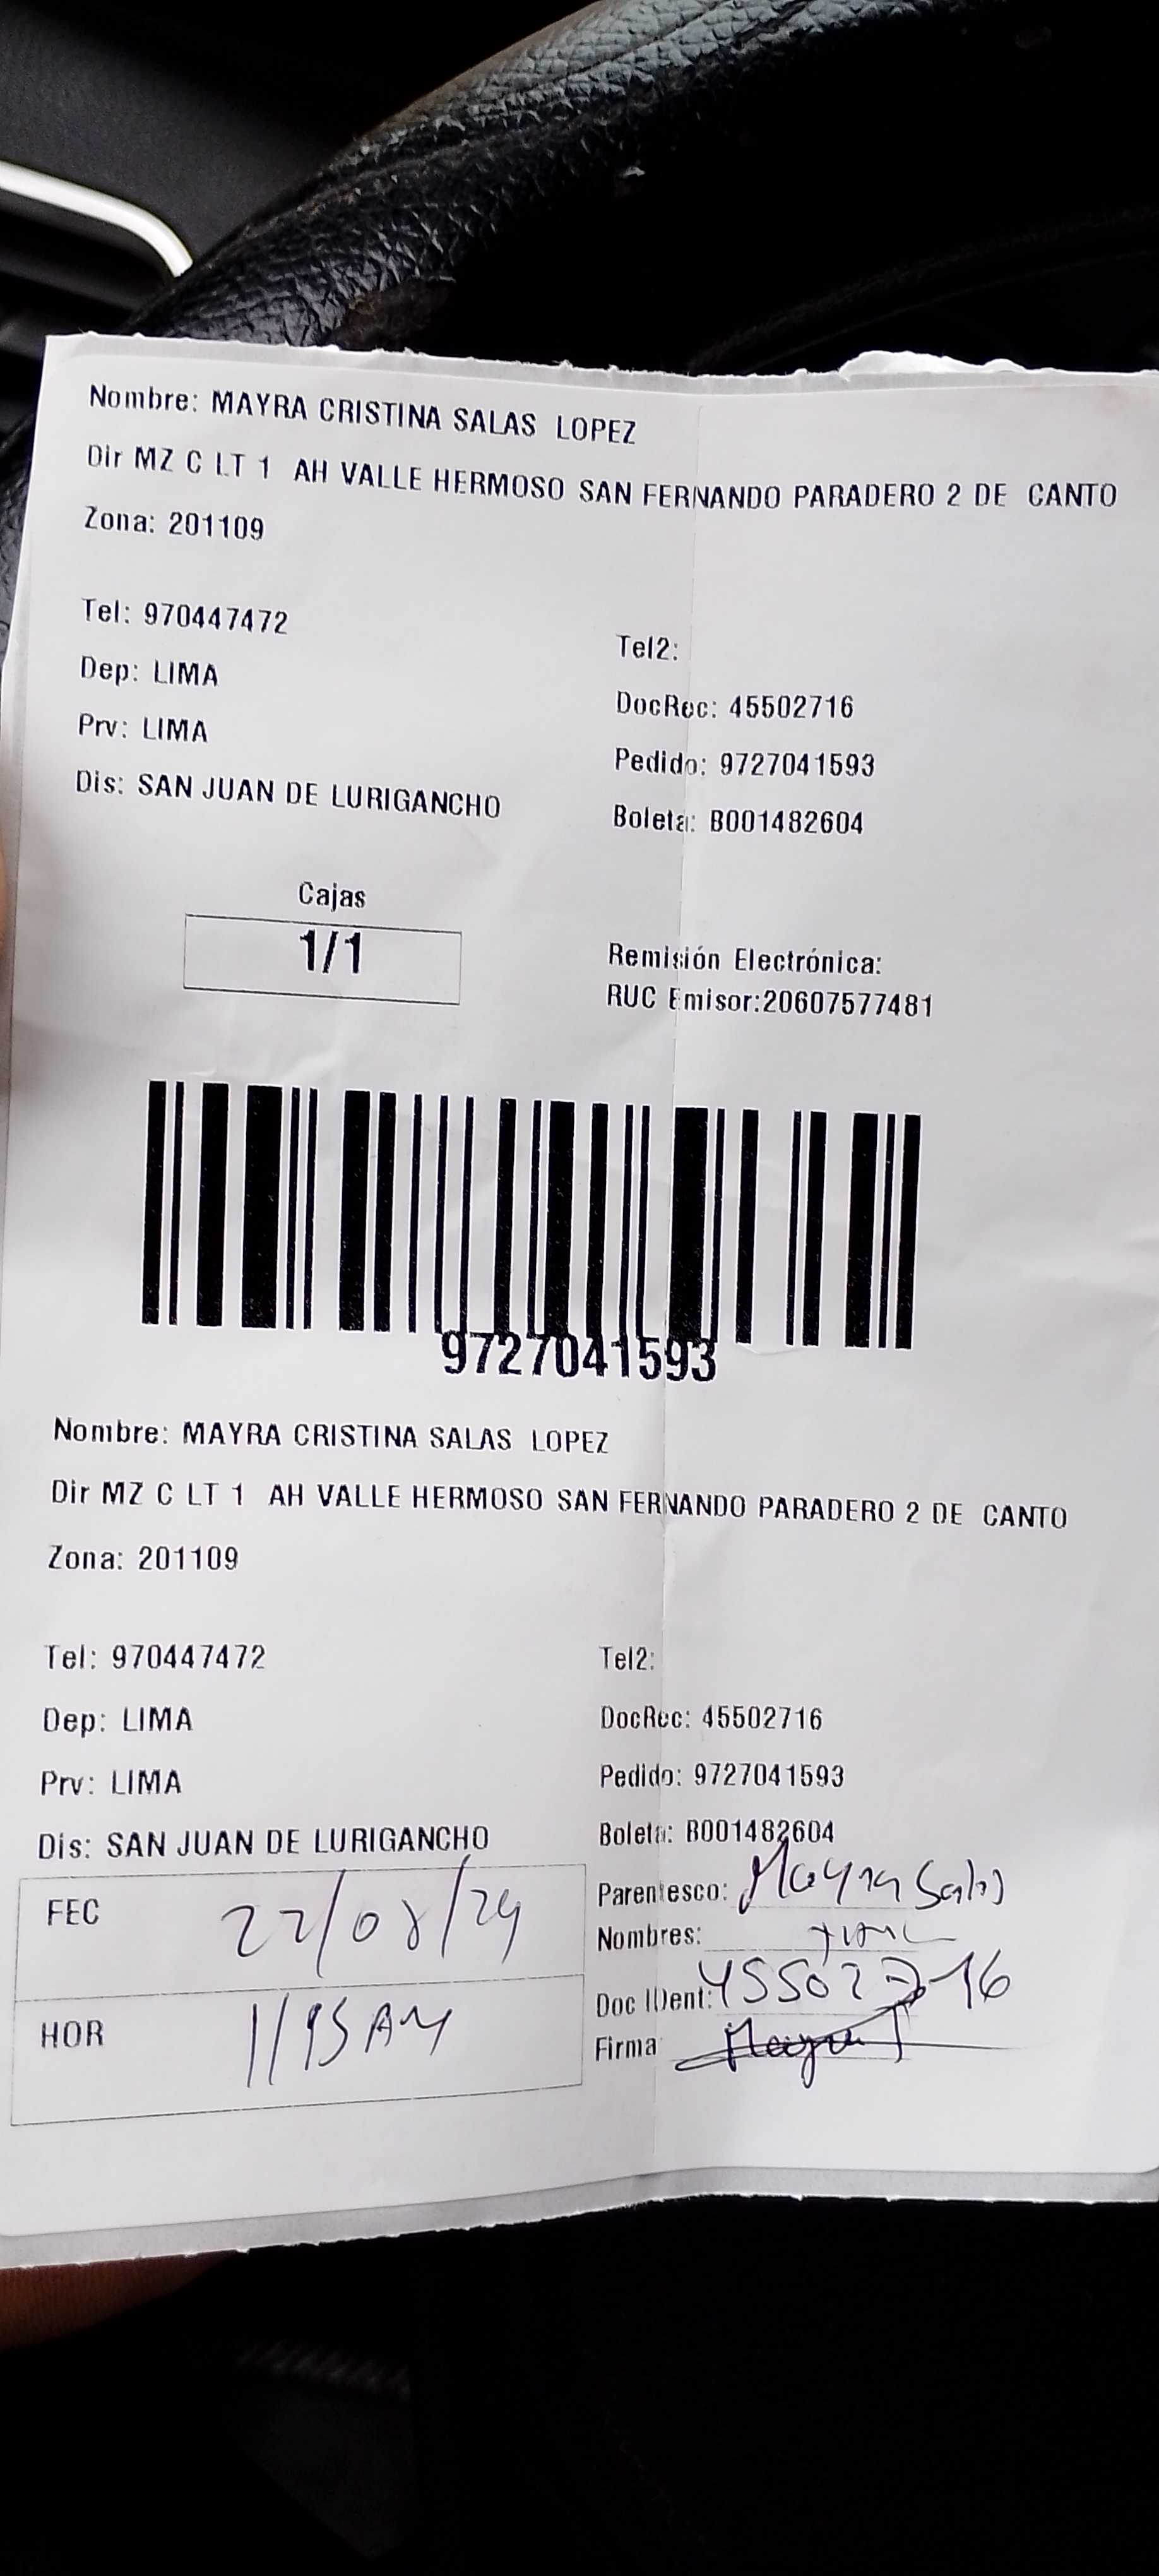 Nombre: MAYRA CRISTINA SALAS LOPEZ
Dir MZ C LT 1 AH VALLE HERMOSO SAN FERNANDO PARADERO 2 DE CANTO
Zona: 201109
Tel: 970447472
Tel2:
Dep: LIMA
DocRec: 45502716
Prv: LIMA
Pedido: 9727041593
Dis: SAN JUAN DE LURIGANCHO
Boleta: B001482604
Cajas
1/1
Remisión Electrónica:
RUC Emisor:20607577481
9727041593
Nombre: MAYRA CRISTINA SALAS LOPEZ
Dir MZ C LT 1 AH VALLE HERMOSO SAN FERNANDO PARADERO 2 DE CANTO
Zona: 201109
Tel: 970447472
Tel2:
Dep: LIMA
DocRec: 45502716
Prv: LIMA
Pedido: 9727041593
Dis: SAN JUAN DE LURIGANCHO
Boleta: B001482604
FEC 22/08/24
Parentesco: Mayra Salas
Nombres:
HOR AM
Doc IDent: 45502716
Firma